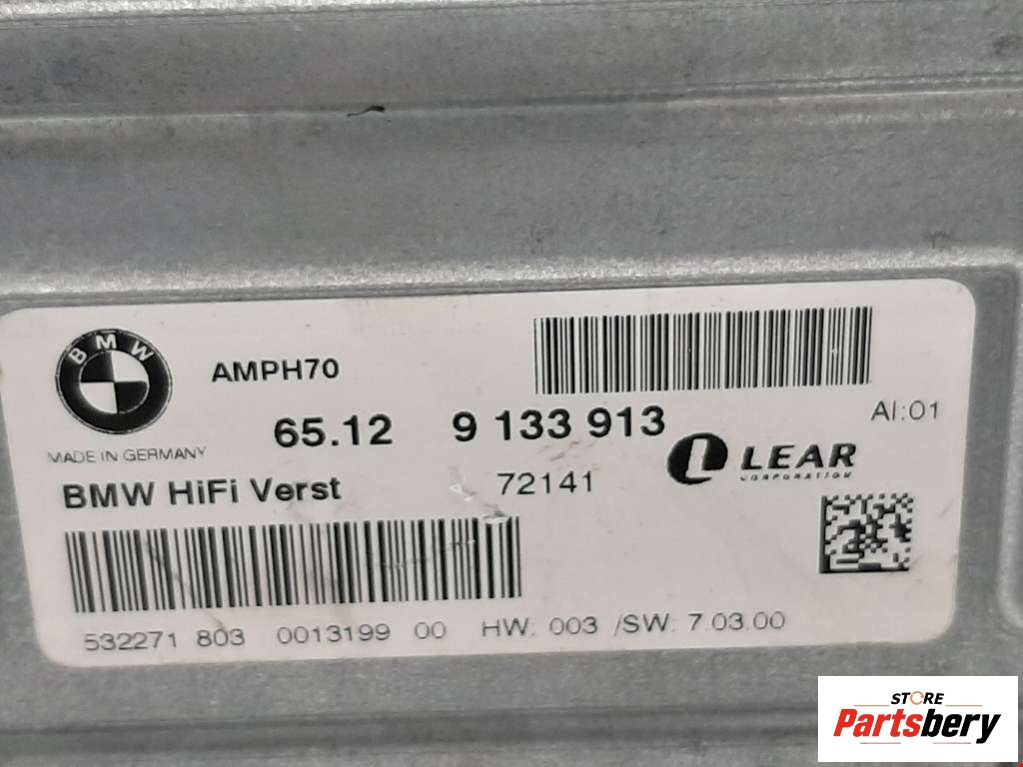 BMW
AMPH70
65.12 9 133 913
AI:01
MADE IN GERMANY
BMW HiFi Verst
72141
LEAR
CORPORATION
532271 803 0013199 00 HW: 003 /SW: 7.03.00
STORE
Partsbery